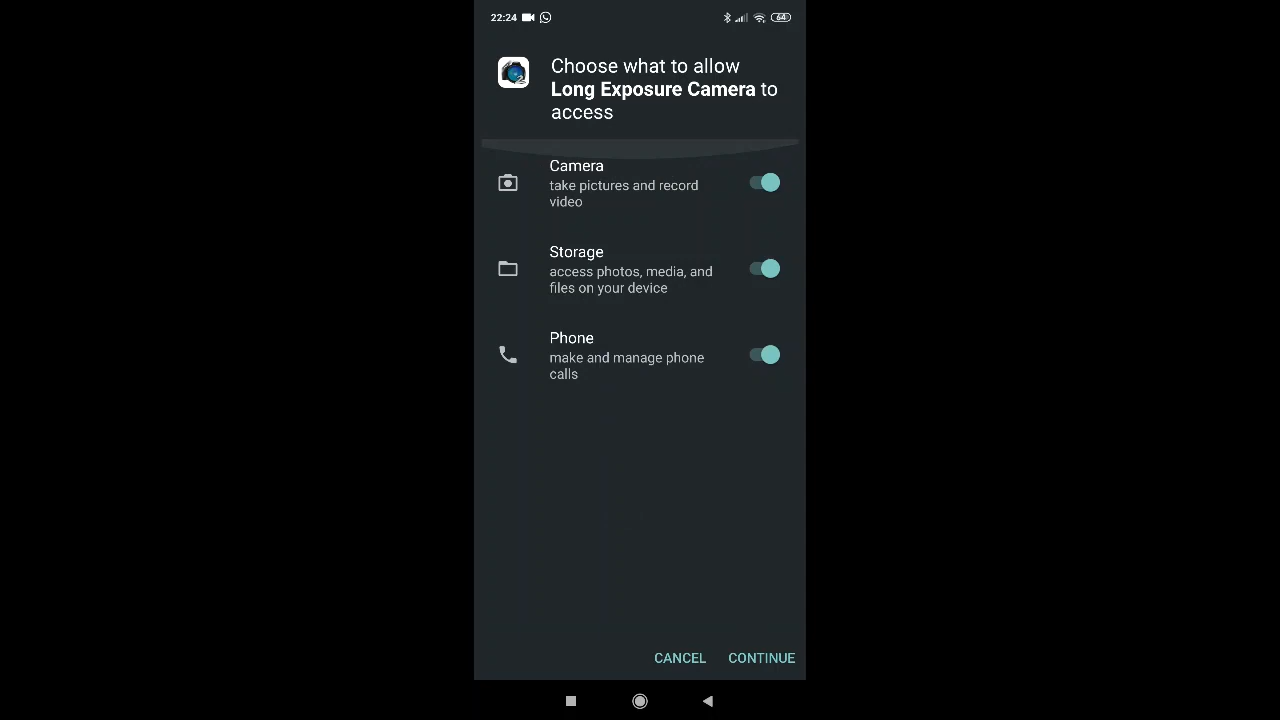 22:24
64
Choose what to allow
Long Exposure Camera to
access
Camera
take pictures and record
video
Storage
access photos, media, and
files on your device
Phone
make and manage phone
calls
CANCEL
CONTINUE